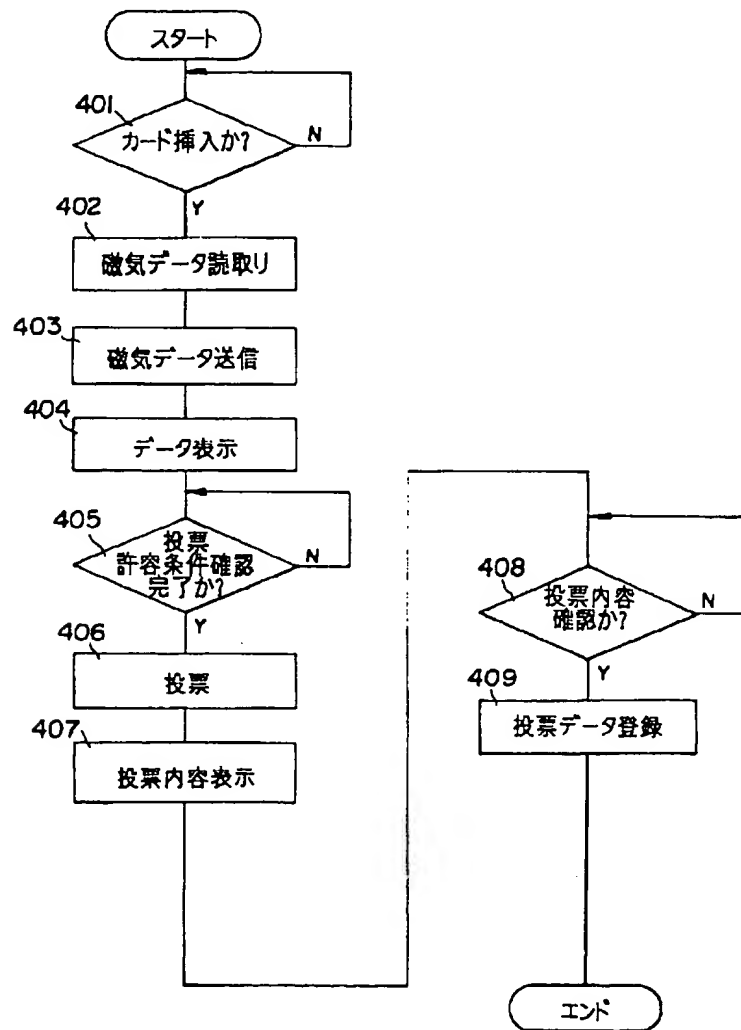 スタート
401
カード挿入か?
N
Y
402
磁気データ読取り
403
磁気データ送信
404
データ表示
405
投票
許容条件確認
完了か?
N
Y
406
投票
407
投票内容表示
408
投票内容
確認か?
N
Y
409
投票データ登録
エンド